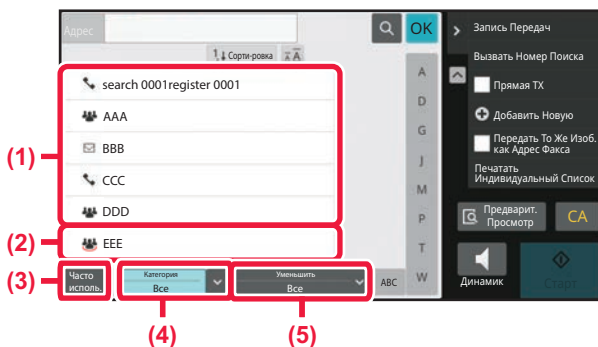 Адрес
OK
1 Сорти-ровка
A
search 0001register 0001
AAA
BBB
CCC
DDD
EEE
A
D
G
J
M
P
T
W
ABC
Часто
исполь.
Категория
Все
Уменьшить
Все
Запись Передач
Вызвать Номер Поиска
Прямая TX
Добавить Новую
Передать То Же Изоб.
как Адрес Факса
Печатать
Индивидуальный Список
Предварит.
Просмотр
CA
Динамик
Старт
(1)
(2)
(3)
(4)
(5)